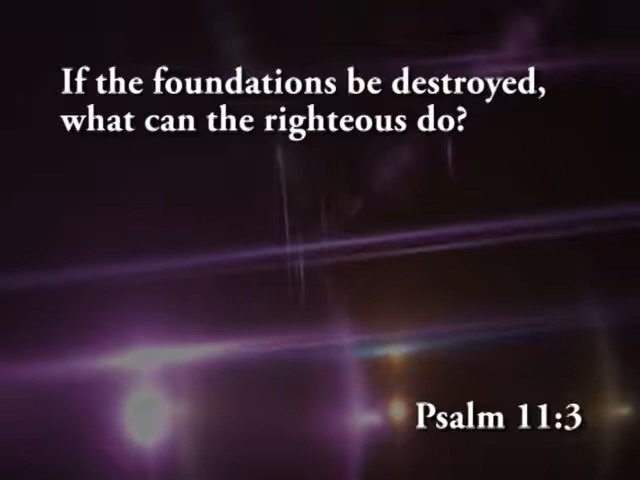 If the foundations be destroyed,
what can the righteous do?
Psalm 11:3